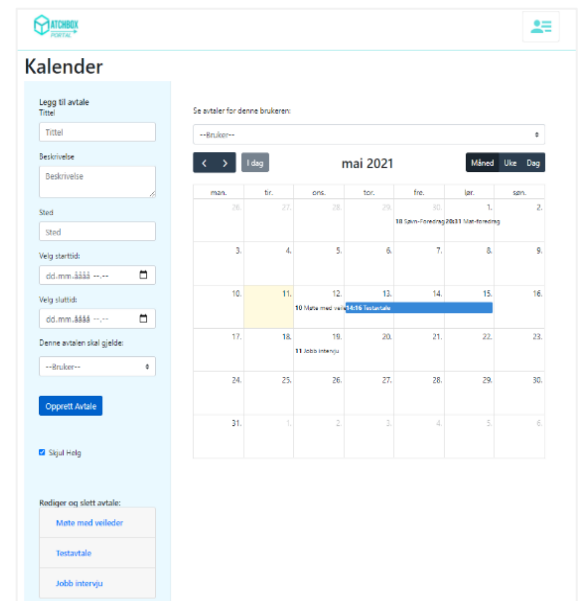 ATCHBOX
PORTAL
Kalender
Legg til avtale
Tittel
Tittel
Beskrivelse
Beskrivelse
Sted
Sted
Velg starttid:
dd.mm.åååå --.--
Velg sluttid:
dd.mm.åååå --.--
Denne avtalen skal gjelde:
--Bruker--
Opprett Avtale
Skjul Helg
Rediger og slett avtale:
Møte med veileder
Testavtale
Jobb intervju
Se avtaler for denne brukeren:
--Bruker--
I dag
mai 2021
Måned Uke Dag
man. tir. ons. tor. fre. lør. søn.
26. 27. 28. 29. 30. 1. 2.
10 Søvn-Foredrag 20:31 Mat-foredrag
3. 4. 5. 6. 7. 8. 9.
10. 11. 12. 13. 14. 15. 16.
10 Møte med veile 14:16 Testavtale
17. 18. 19. 20. 21. 22. 23.
11 Jobb intervju
24. 25. 26. 27. 28. 29. 30.
31. 1. 2. 3. 4. 5. 6.